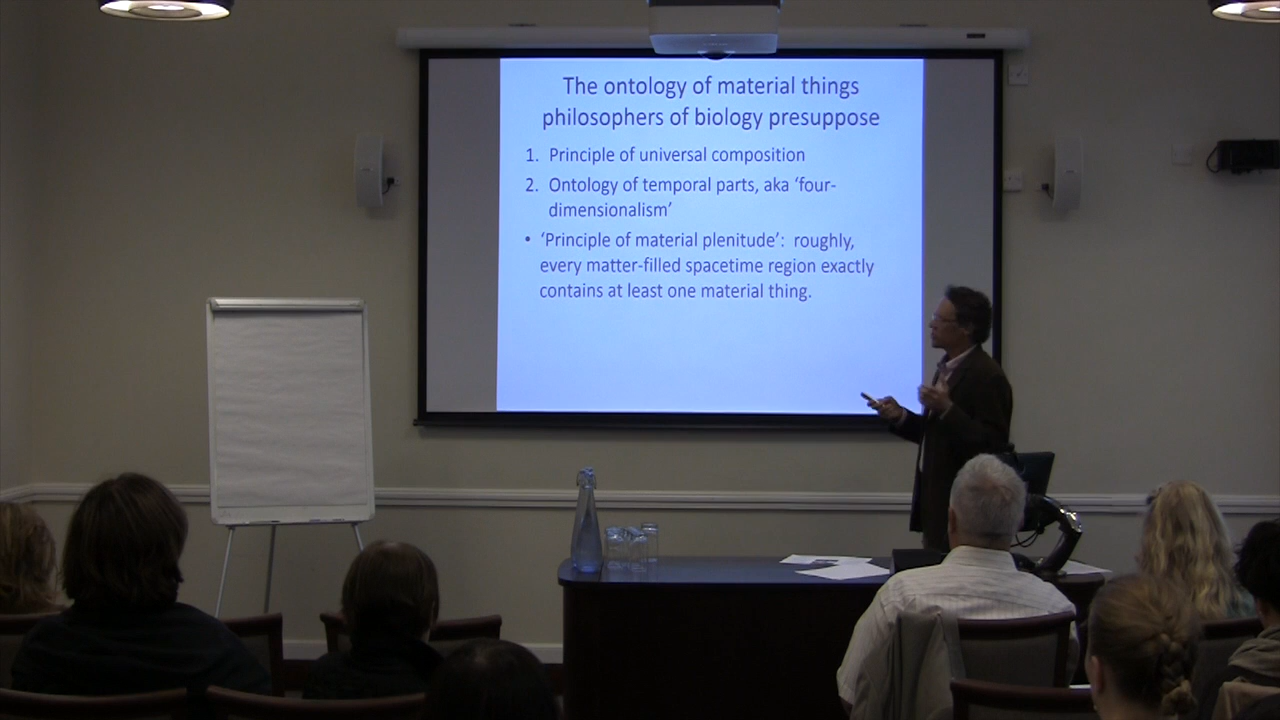 The ontology of material things
philosophers of biology presuppose
1. Principle of universal composition
2. Ontology of temporal parts, aka ‘four-
dimensionalism’
• ‘Principle of material plenitude’: roughly,
every matter-filled spacetime region exactly
contains at least one material thing.